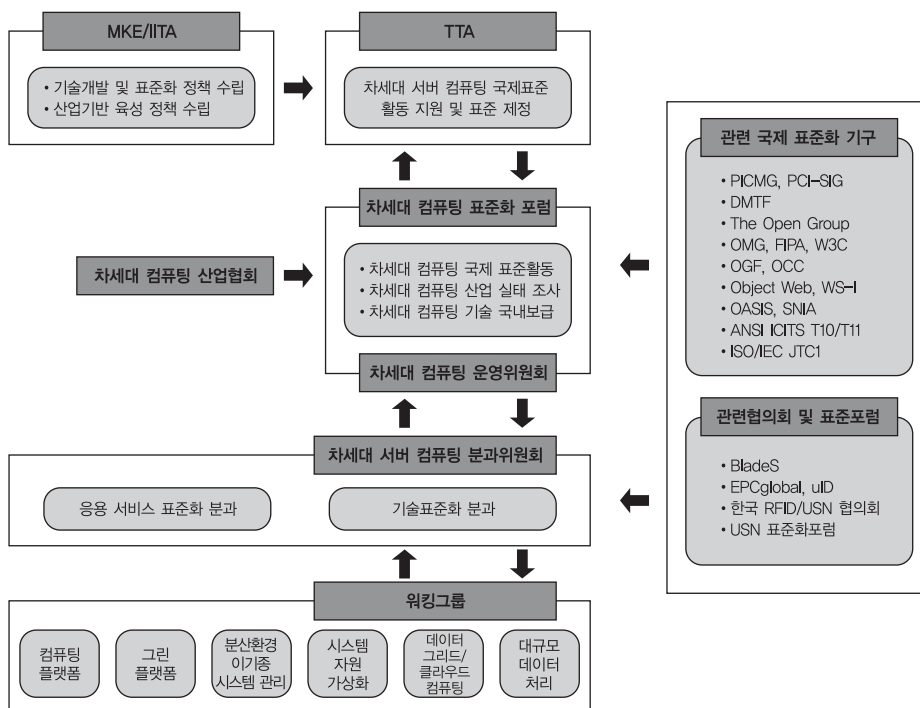 MKE/IITA
• 기술개발 및 표준화 정책 수립
• 산업기반 육성 정책 수립
TTA
차세대 서버 컴퓨팅 국제표준
활동 지원 및 표준 제정
차세대 컴퓨팅 표준화 포럼
차세대 컴퓨팅 산업협회
• 차세대 컴퓨팅 국제 표준활동
• 차세대 컴퓨팅 산업 실태 조사
• 차세대 컴퓨팅 기술 국내보급
차세대 컴퓨팅 운영위원회
차세대 서버 컴퓨팅 분과위원회
응용 서비스 표준화 분과
기술표준화 분과
워킹그룹
컴퓨팅
플랫폼
그린
플랫폼
분산환경
이기종
시스템 관리
시스템
자원
가상화
데이터
그리드/
클라우드
컴퓨팅
대규모
데이터
처리
관련 국제 표준화 기구
• PICMG, PCI-SIG
• DMTF
• The Open Group
• OMG, FIPA, W3C
• OGF, OCC
• Object Web, WS-I
• OASIS, SNIA
• ANSI ICITS T10/T11
• ISO/IEC JTC1
관련협의회 및 표준포럼
• BladeS
• EPCglobal, uID
• 한국 RFID/USN 협의회
• USN 표준화포럼